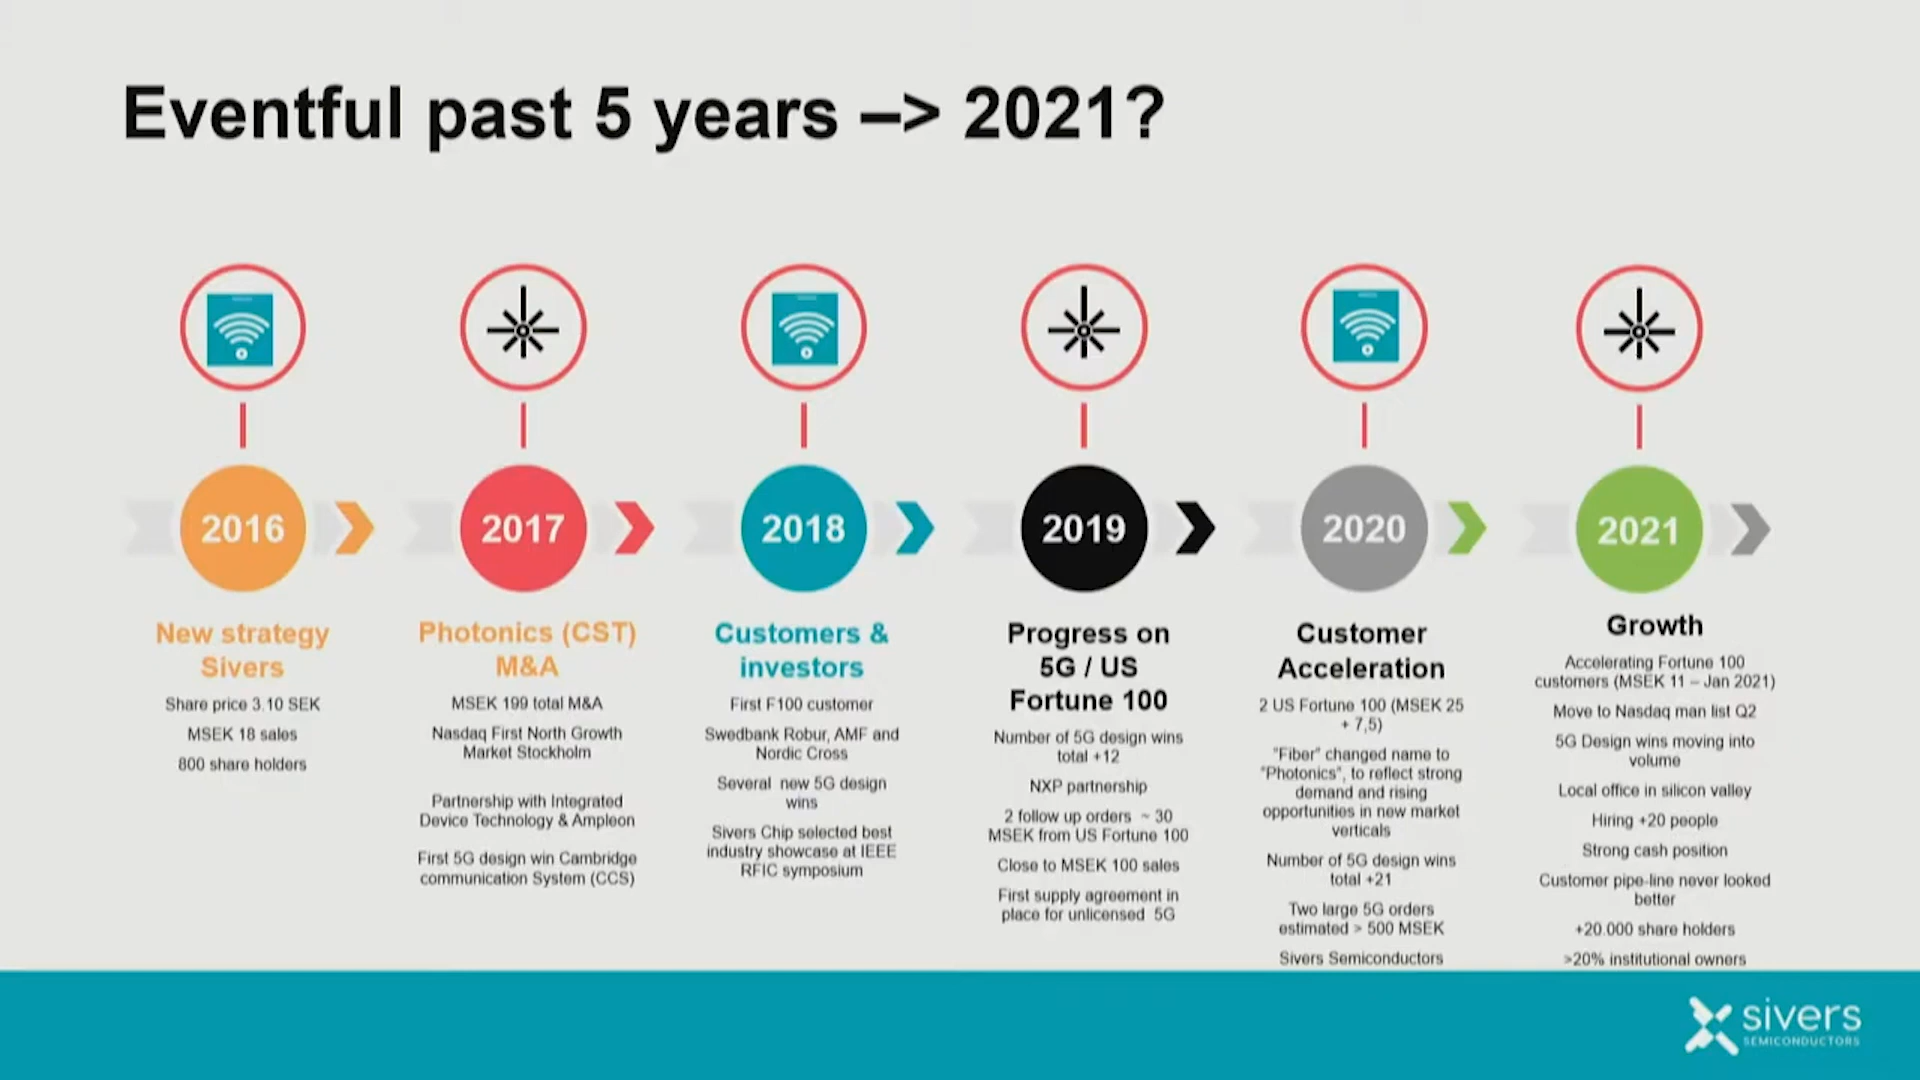 Eventful past 5 years –> 2021?
2016
New strategy
Sivers
Share price 3.10 SEK
MSEK 18 sales
800 share holders
2017
Photonics (CST)
M&A
MSEK 199 total M&A
Nasdaq First North Growth
Market Stockholm
Partnership with Integrated
Device Technology & Ampleon
First 5G design win Cambridge
communication System (CCS)
2018
Customers &
investors
First F100 customer
Swedbank Robur, AMF and
Nordic Cross
Several new 5G design
wins
Sivers Chip selected best
industry showcase at IEEE
RFIC symposium
2019
Progress on
5G / US
Fortune 100
Number of 5G design wins
total +12
NXP partnership
2 follow up orders ~ 30
MSEK from US Fortune 100
Close to MSEK 100 sales
First supply agreement in
place for unlicensed 5G
2020
Customer
Acceleration
2 US Fortune 100 (MSEK 25
+ 7,5)
"Fiber" changed name to
"Photonics", to reflect strong
demand and rising
opportunities in new market
verticals
Number of 5G design wins
total +21
Two large 5G orders
estimated > 500 MSEK
Sivers Semiconductors
2021
Growth
Accelerating Fortune 100
customers (MSEK 11 – Jan 2021)
Move to Nasdaq man list Q2
5G Design wins moving into
volume
Local office in silicon valley
Hiring +20 people
Strong cash position
Customer pipe-line never looked
better
+20.000 share holders
>20% institutional owners
sivers
SEMICONDUCTORS